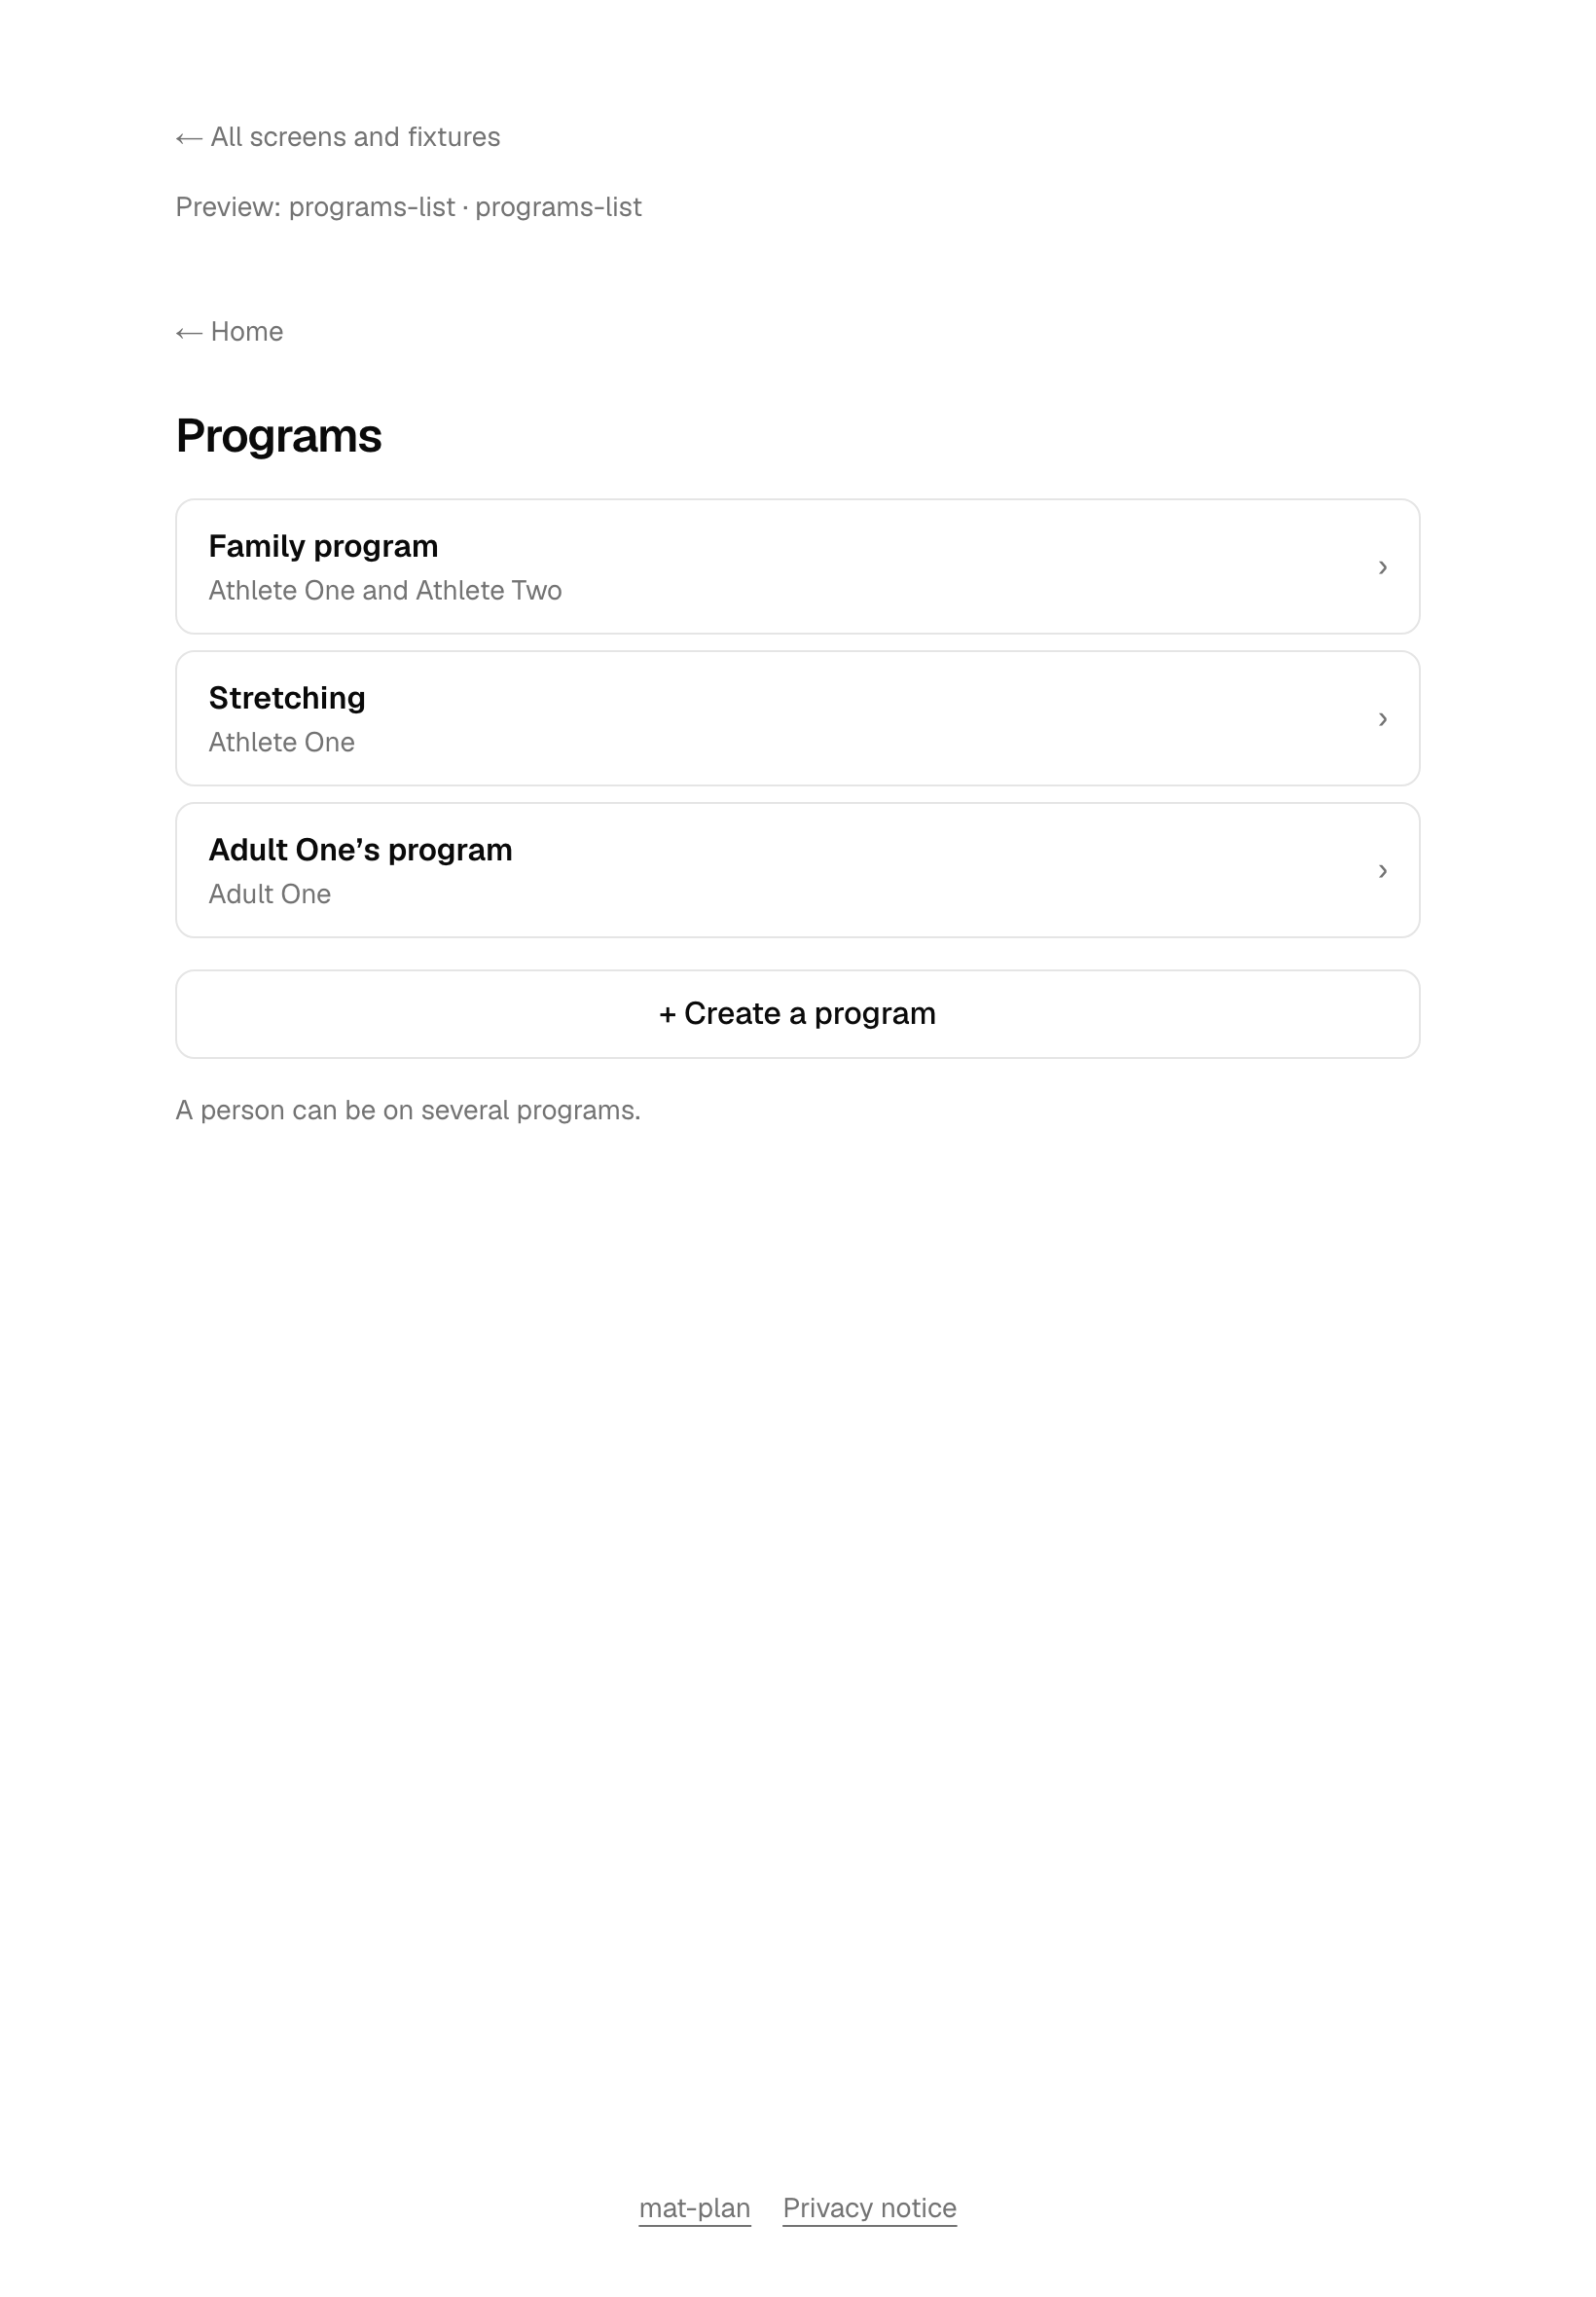 ← All screens and fixtures
Preview: programs-list · programs-list
← Home
Programs
Family program
Athlete One and Athlete Two
›
Stretching
Athlete One
›
Adult One’s program
Adult One
›
+ Create a program
A person can be on several programs.
mat-plan Privacy notice